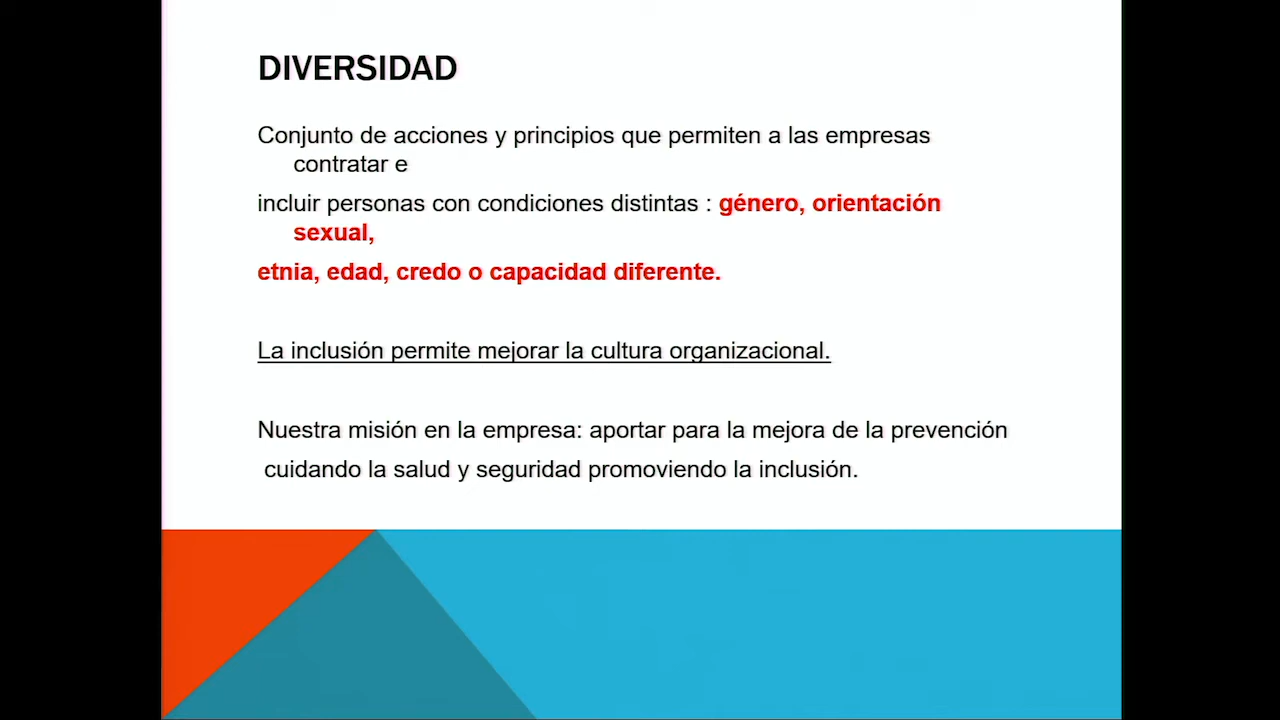 DIVERSIDAD
Conjunto de acciones y principios que permiten a las empresas
contratar e
incluir personas con condiciones distintas : género, orientación
sexual,
etnia, edad, credo o capacidad diferente.
La inclusión permite mejorar la cultura organizacional.
Nuestra misión en la empresa: aportar para la mejora de la prevención
cuidando la salud y seguridad promoviendo la inclusión.